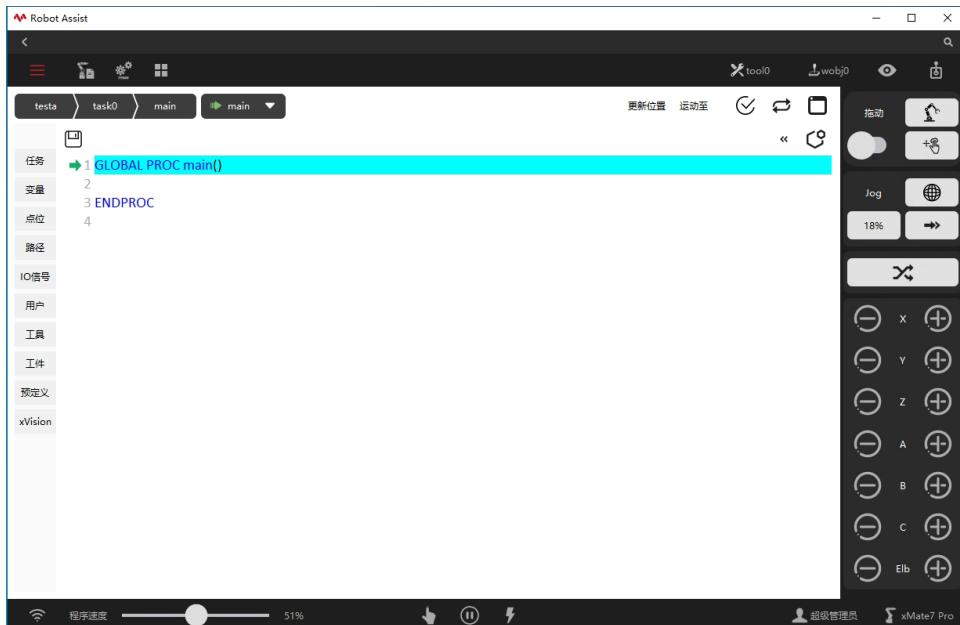 Robot Assist
tool0
wobj0
testa
task0
main
main
更新位置
运动至
拖动
任务
变量
点位
路径
IO信号
用户
工具
工件
预定义
xVision
1 GLOBAL PROC main()
2
3 ENDPROC
4
Jog
18%
X
Y
Z
A
B
C
Elb
程序速度
51%
超级管理员
xMate7 Pro